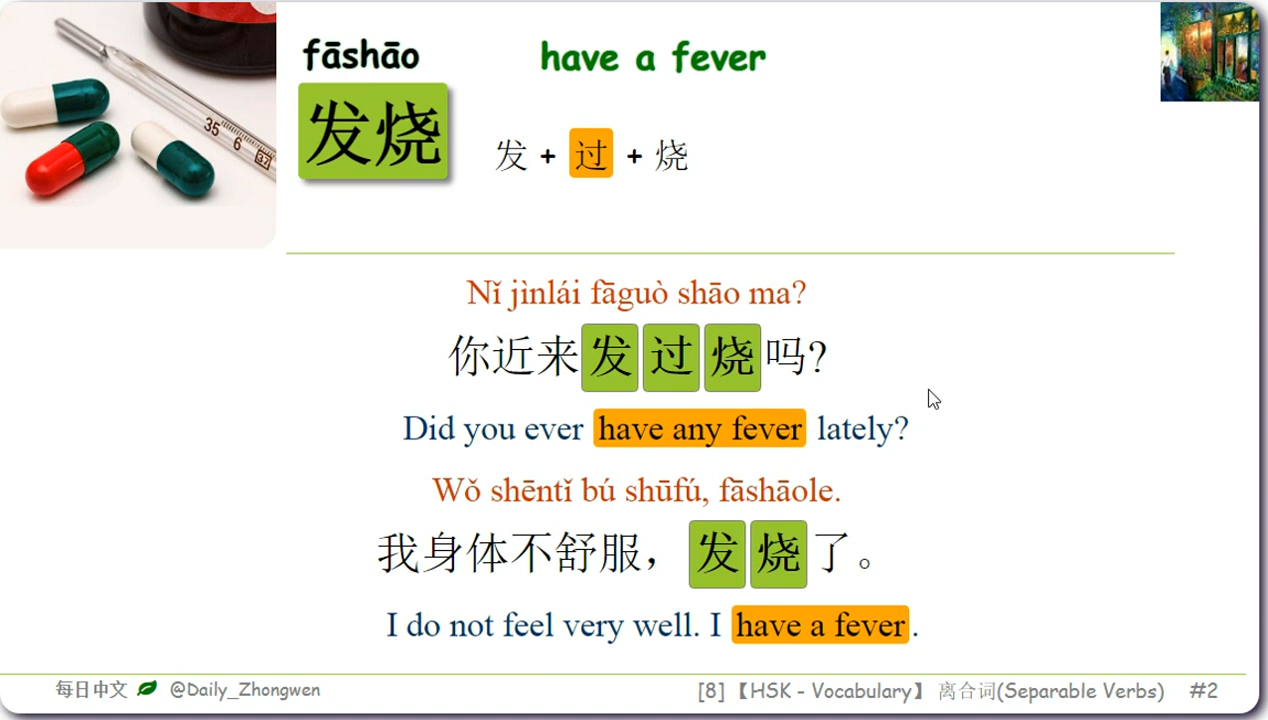 fāshāo have a fever
发烧
发 + 过 + 烧
35 6 37
Nǐ jìnlái fāguò shāo ma?
你近来发过烧吗?
Did you ever have any fever lately?
Wǒ shēntǐ bú shūfú, fāshāole.
我身体不舒服，发烧了。
I do not feel very well. I have a fever.
每日中文 @Daily_Zhongwen [8]【HSK - Vocabulary】 离合词(Separable Verbs) #2